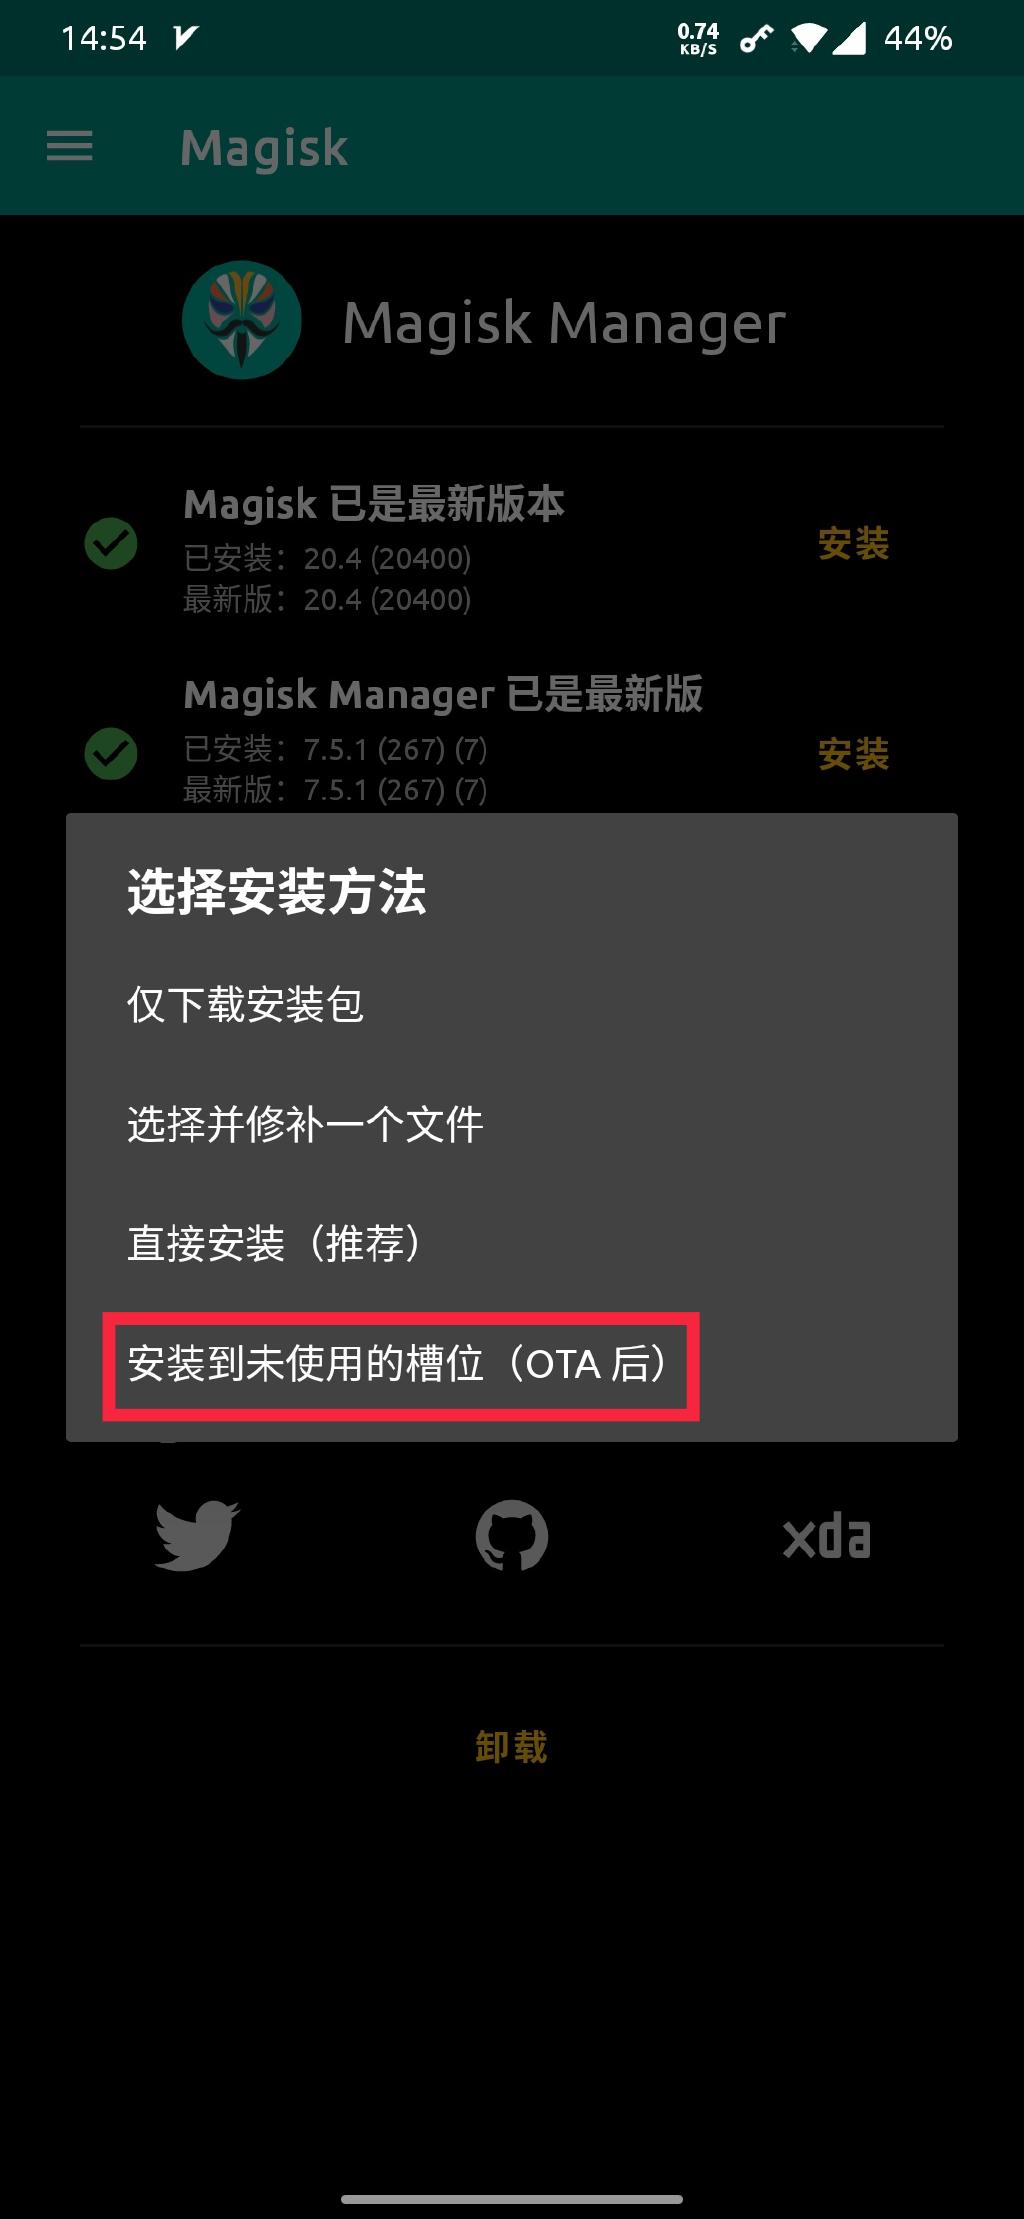 14:54
0.74
KB/S
44%
Magisk
Magisk Manager
Magisk 已是最新版本
已安装：20.4 (20400)
最新版：20.4 (20400)
安装
Magisk Manager 已是最新版
已安装：7.5.1 (267) (7)
最新版：7.5.1 (267) (7)
安装
选择安装方法
仅下载安装包
选择并修补一个文件
直接安装（推荐）
安装到未使用的槽位（OTA 后）
xda
卸载